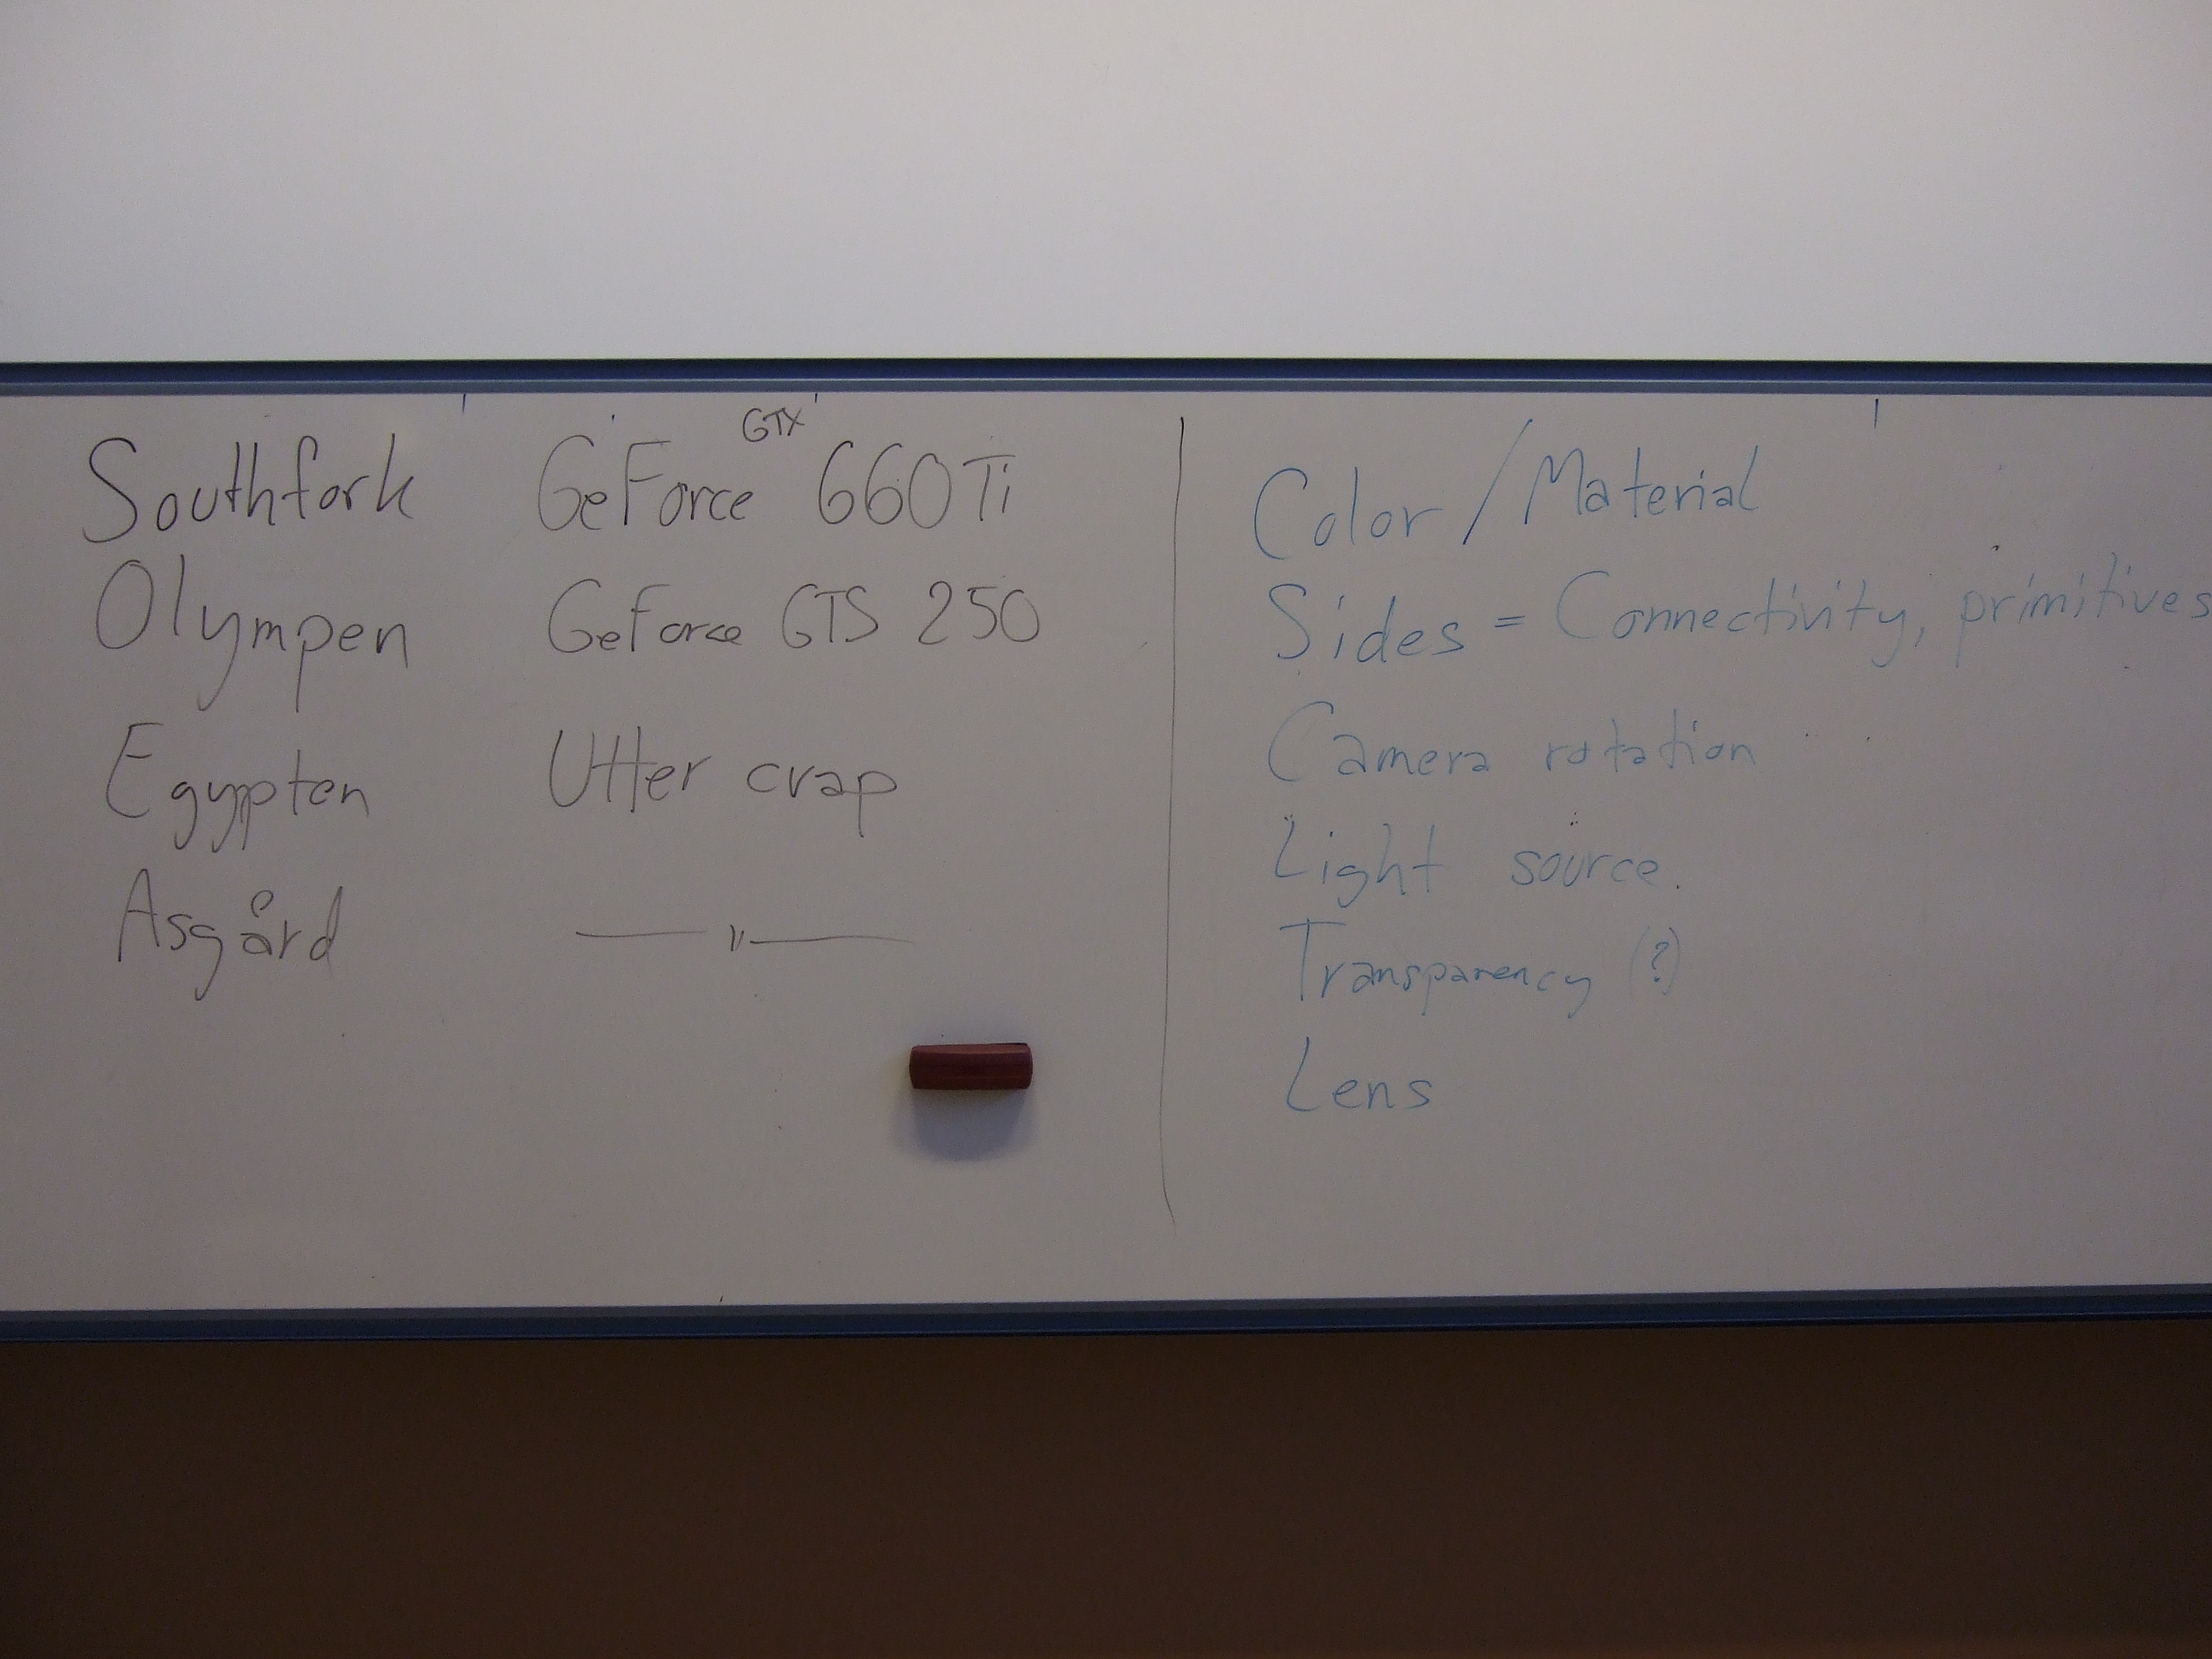 Southfork GeForce GTX 660Ti
Olympen GeForce GTS 250
Egypten Utter crap
Asgård —— " ——
Color / Material
Sides = Connectivity, primitives
Camera rotation
Light source.
Transparency (?)
Lens